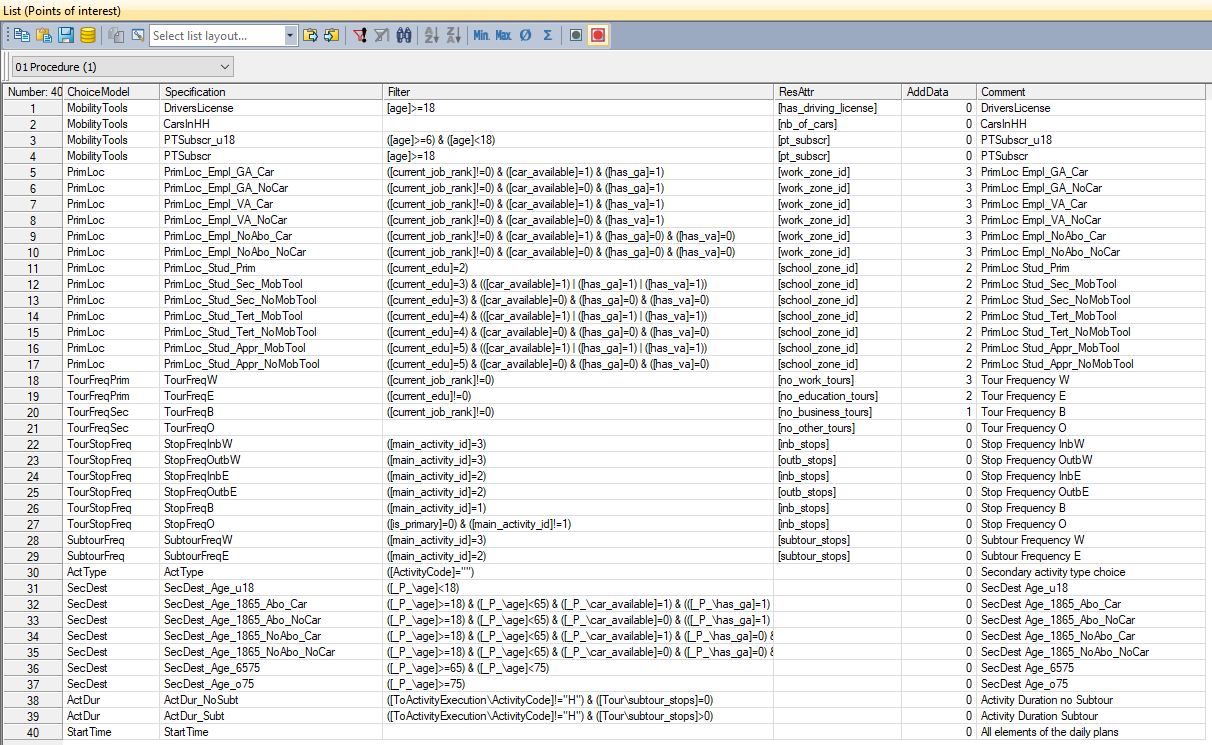 List (Points of interest)
Select list layout... Min. Max. Ø Σ
01 Procedure (1)
Number: 40 ChoiceModel Specification Filter ResAttr AddData Comment
1 MobilityTools DriversLicense [age]>=18 [has_driving_license] 0 DriversLicense
2 MobilityTools CarsInHH [nb_of_cars] 0 CarsInHH
3 MobilityTools PTSubscr_u18 ([age]>=6) & ([age]<18) [pt_subscr] 0 PTSubscr_u18
4 MobilityTools PTSubscr [age]>=18 [pt_subscr] 0 PTSubscr
5 PrimLoc PrimLoc_Empl_GA_Car ([current_job_rank]!=0) & ([car_available]=1) & ([has_ga]=1) [work_zone_id] 3 PrimLoc Empl_GA_Car
6 PrimLoc PrimLoc_Empl_GA_NoCar ([current_job_rank]!=0) & ([car_available]=0) & ([has_ga]=1) [work_zone_id] 3 PrimLoc Empl_GA_NoCar
7 PrimLoc PrimLoc_Empl_VA_Car ([current_job_rank]!=0) & ([car_available]=1) & ([has_va]=1) [work_zone_id] 3 PrimLoc Empl_VA_Car
8 PrimLoc PrimLoc_Empl_VA_NoCar ([current_job_rank]!=0) & ([car_available]=0) & ([has_va]=1) [work_zone_id] 3 PrimLoc Empl_VA_NoCar
9 PrimLoc PrimLoc_Empl_NoAbo_Car ([current_job_rank]!=0) & ([car_available]=1) & ([has_ga]=0) & ([has_va]=0) [work_zone_id] 3 PrimLoc Empl_NoAbo_Car
10 PrimLoc PrimLoc_Empl_NoAbo_NoCar ([current_job_rank]!=0) & ([car_available]=0) & ([has_ga]=0) & ([has_va]=0) [work_zone_id] 3 PrimLoc Empl_NoAbo_NoCar
11 PrimLoc PrimLoc_Stud_Prim ([current_edu]=2) [school_zone_id] 2 PrimLoc Stud_Prim
12 PrimLoc PrimLoc_Stud_Sec_MobTool ([current_edu]=3) & (([car_available]=1) | ([has_ga]=1) | ([has_va]=1)) [school_zone_id] 2 PrimLoc Stud_Sec_MobTool
13 PrimLoc PrimLoc_Stud_Sec_NoMobTool ([current_edu]=3) & ([car_available]=0) & ([has_ga]=0) & ([has_va]=0) [school_zone_id] 2 PrimLoc Stud_Sec_NoMobTool
14 PrimLoc PrimLoc_Stud_Tert_MobTool ([current_edu]=4) & (([car_available]=1) | ([has_ga]=1) | ([has_va]=1)) [school_zone_id] 2 PrimLoc Stud_Tert_MobTool
15 PrimLoc PrimLoc_Stud_Tert_NoMobTool ([current_edu]=4) & ([car_available]=0) & ([has_ga]=0) & ([has_va]=0) [school_zone_id] 2 PrimLoc Stud_Tert_NoMobTool
16 PrimLoc PrimLoc_Stud_Appr_MobTool ([current_edu]=5) & (([car_available]=1) | ([has_ga]=1) | ([has_va]=1)) [school_zone_id] 2 PrimLoc Stud_Appr_MobTool
17 PrimLoc PrimLoc_Stud_Appr_NoMobTool ([current_edu]=5) & ([car_available]=0) & ([has_ga]=0) & ([has_va]=0) [school_zone_id] 2 PrimLoc Stud_Appr_NoMobTool
18 TourFreqPrim TourFreqW ([current_job_rank]!=0) [no_work_tours] 3 Tour Frequency W
19 TourFreqPrim TourFreqE ([current_edu]!=0) [no_education_tours] 2 Tour Frequency E
20 TourFreqSec TourFreqB ([current_job_rank]!=0) [no_business_tours] 1 Tour Frequency B
21 TourFreqSec TourFreqO [no_other_tours] 0 Tour Frequency O
22 TourStopFreq StopFreqInbW ([main_activity_id]=3) [inb_stops] 0 Stop Frequency InbW
23 TourStopFreq StopFreqOutbW ([main_activity_id]=3) [outb_stops] 0 Stop Frequency OutbW
24 TourStopFreq StopFreqInbE ([main_activity_id]=2) [inb_stops] 0 Stop Frequency InbE
25 TourStopFreq StopFreqOutbE ([main_activity_id]=2) [outb_stops] 0 Stop Frequency OutbE
26 TourStopFreq StopFreqB ([main_activity_id]=1) [inb_stops] 0 Stop Frequency B
27 TourStopFreq StopFreqO ([is_primary]=0) & ([main_activity_id]!=1) [inb_stops] 0 Stop Frequency O
28 SubtourFreq SubtourFreqW ([main_activity_id]=3) [subtour_stops] 0 Subtour Frequency W
29 SubtourFreq SubtourFreqE ([main_activity_id]=2) [subtour_stops] 0 Subtour Frequency E
30 ActType ActType ([ActivityCode]="") 0 Secondary activity type choice
31 SecDest SecDest_Age_u18 ([_P_\age]<18) 0 SecDest Age_u18
32 SecDest SecDest_Age_1865_Abo_Car ([_P_\age]>=18) & ([_P_\age]<65) & ([_P_\car_available]=1) & (([_P_\has_ga]=1) 0 SecDest Age_1865_Abo_Car
33 SecDest SecDest_Age_1865_Abo_NoCar ([_P_\age]>=18) & ([_P_\age]<65) & ([_P_\car_available]=0) & (([_P_\has_ga]=1) 0 SecDest Age_1865_Abo_NoCar
34 SecDest SecDest_Age_1865_NoAbo_Car ([_P_\age]>=18) & ([_P_\age]<65) & ([_P_\car_available]=1) & ([_P_\has_ga]=0) & 0 SecDest Age_1865_NoAbo_Car
35 SecDest SecDest_Age_1865_NoAbo_NoCar ([_P_\age]>=18) & ([_P_\age]<65) & ([_P_\car_available]=0) & ([_P_\has_ga]=0) & 0 SecDest Age_1865_NoAbo_NoCar
36 SecDest SecDest_Age_6575 ([_P_\age]>=65) & ([_P_\age]<75) 0 SecDest Age_6575
37 SecDest SecDest_Age_o75 ([_P_\age]>=75) 0 SecDest Age_o75
38 ActDur ActDur_NoSubt ([ToActivityExecution\ActivityCode]!="H") & ([Tour\subtour_stops]=0) 0 Activity Duration no Subtour
39 ActDur ActDur_Subt ([ToActivityExecution\ActivityCode]!="H") & ([Tour\subtour_stops]>0) 0 Activity Duration Subtour
40 StartTime StartTime 0 All elements of the daily plans